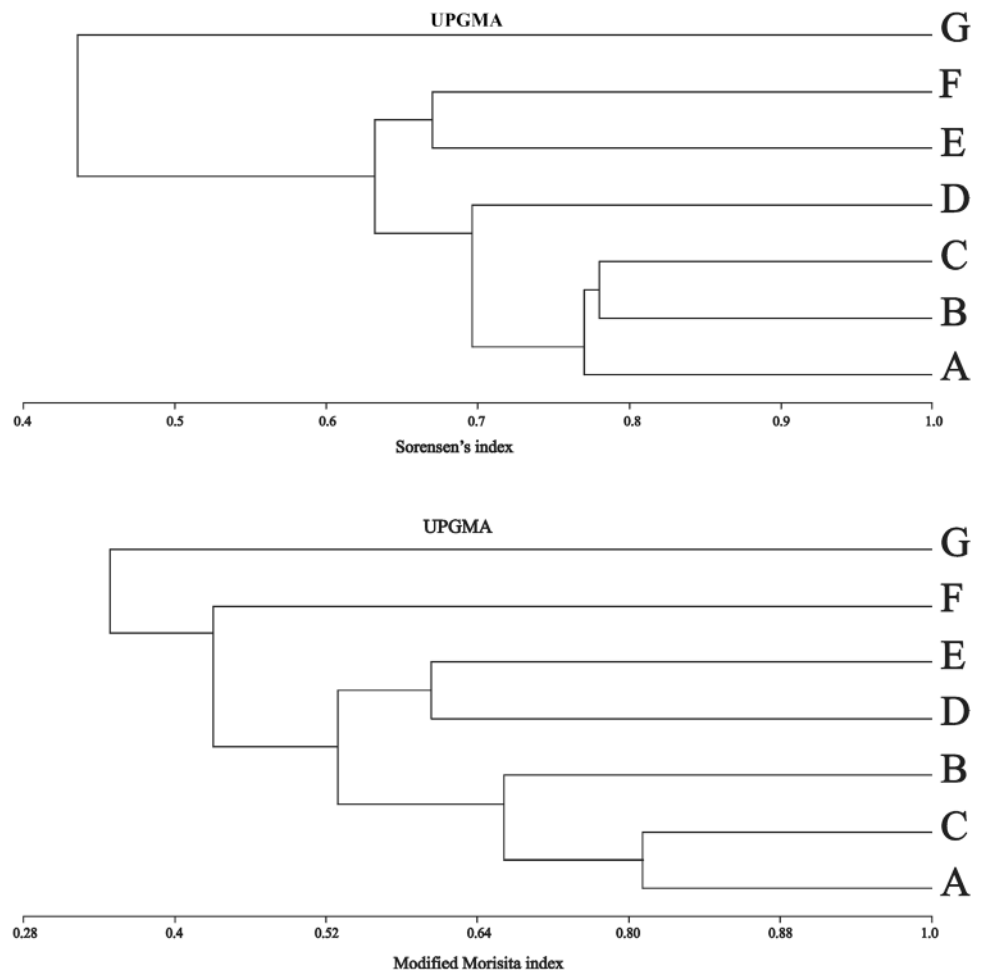 UPGMA
G
F
E
D
C
B
A
0.4 0.5 0.6 0.7 0.8 0.9 1.0
Sorensen’s index
UPGMA
G
F
E
D
B
C
A
0.28 0.4 0.52 0.64 0.80 0.88 1.0
Modified Morisita index